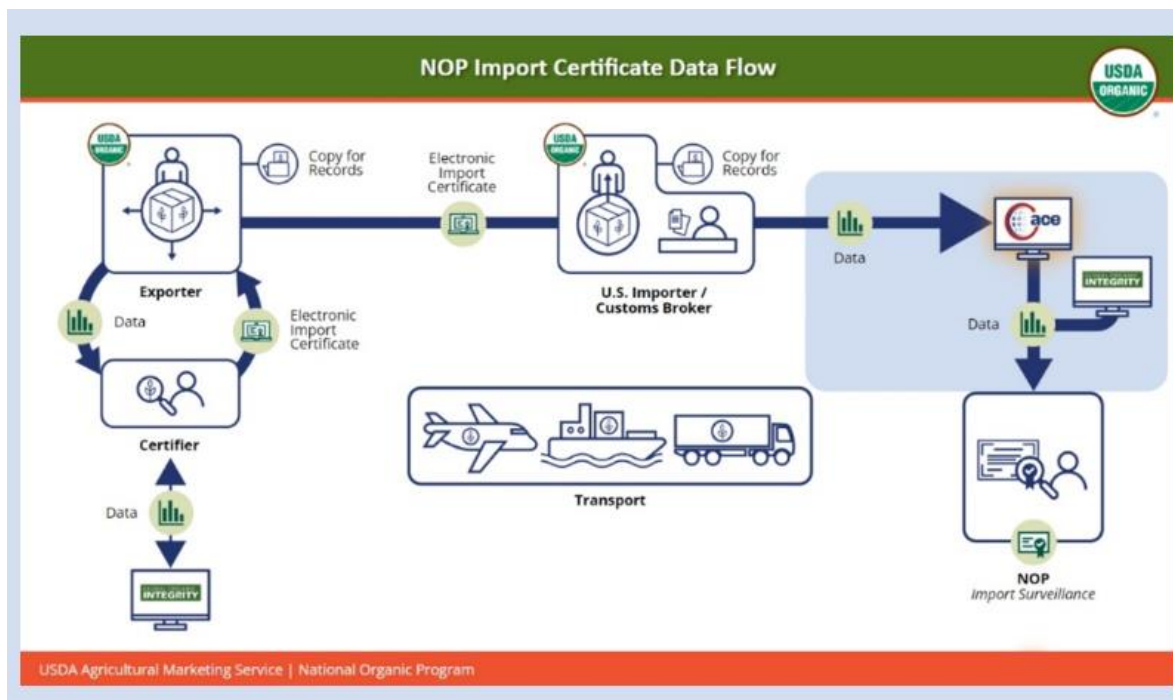 NOP Import Certificate Data Flow
USDA
ORGANIC
USDA
ORGANIC
Copy for
Records
Exporter
Data
Electronic
Import
Certificate
Certifier
Data
INTEGRITY
Electronic
Import
Certificate
USDA
ORGANIC
Copy for
Records
U.S. Importer /
Customs Broker
Transport
Data
ace
INTEGRITY
Data
NOP
Import Surveillance
USDA Agricultural Marketing Service | National Organic Program